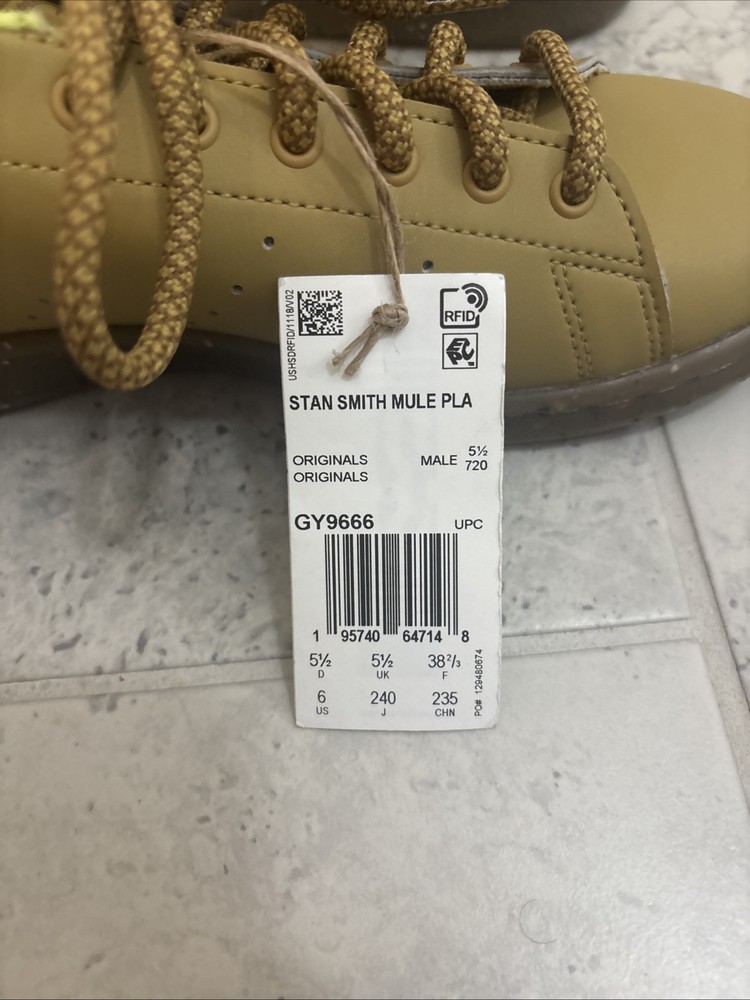 USHSDRFID/1118/V02
RFID
EPC
STAN SMITH MULE PLA
ORIGINALS MALE 5½
ORIGINALS 720
GY9666 UPC
1 95740 64714 8
5½ 5½ 38²/₃
D UK F
6 240 235
US J CHN
PO# 129480674